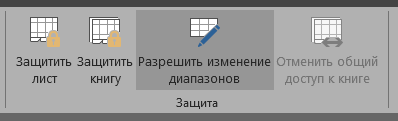 Защитить лист
Защитить книгу
Разрешить изменение диапазонов
Отменить общий доступ к книге
Защита